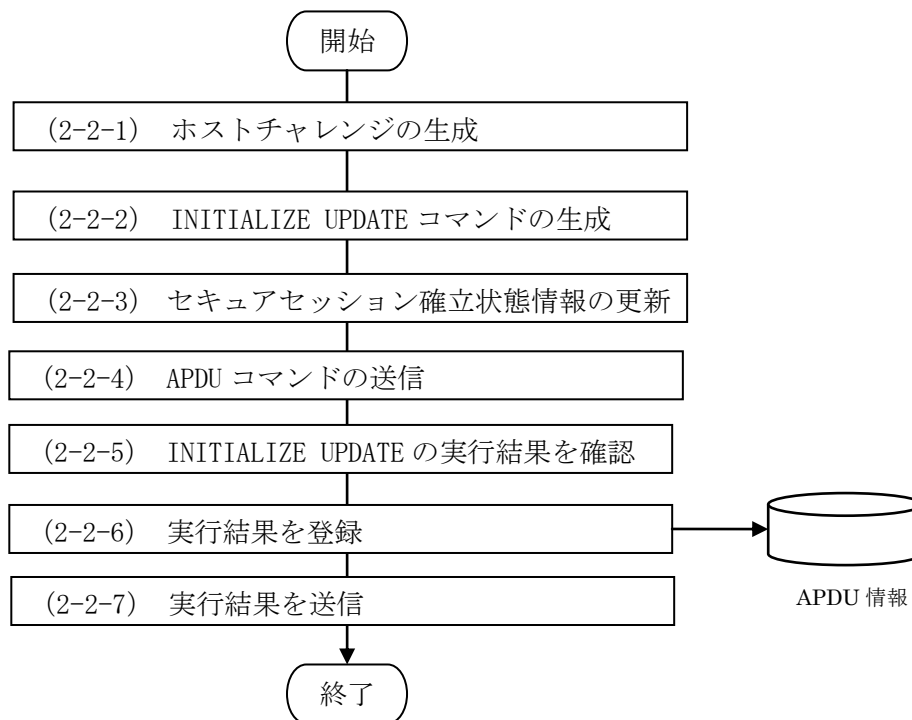 開始
(2-2-1) ホストチャレンジの生成
(2-2-2) INITIALIZE UPDATE コマンドの生成
(2-2-3) セキュアセッション確立状態情報の更新
(2-2-4) APDU コマンドの送信
(2-2-5) INITIALIZE UPDATE の実行結果を確認
(2-2-6) 実行結果を登録
(2-2-7) 実行結果を送信
APDU 情報
終了